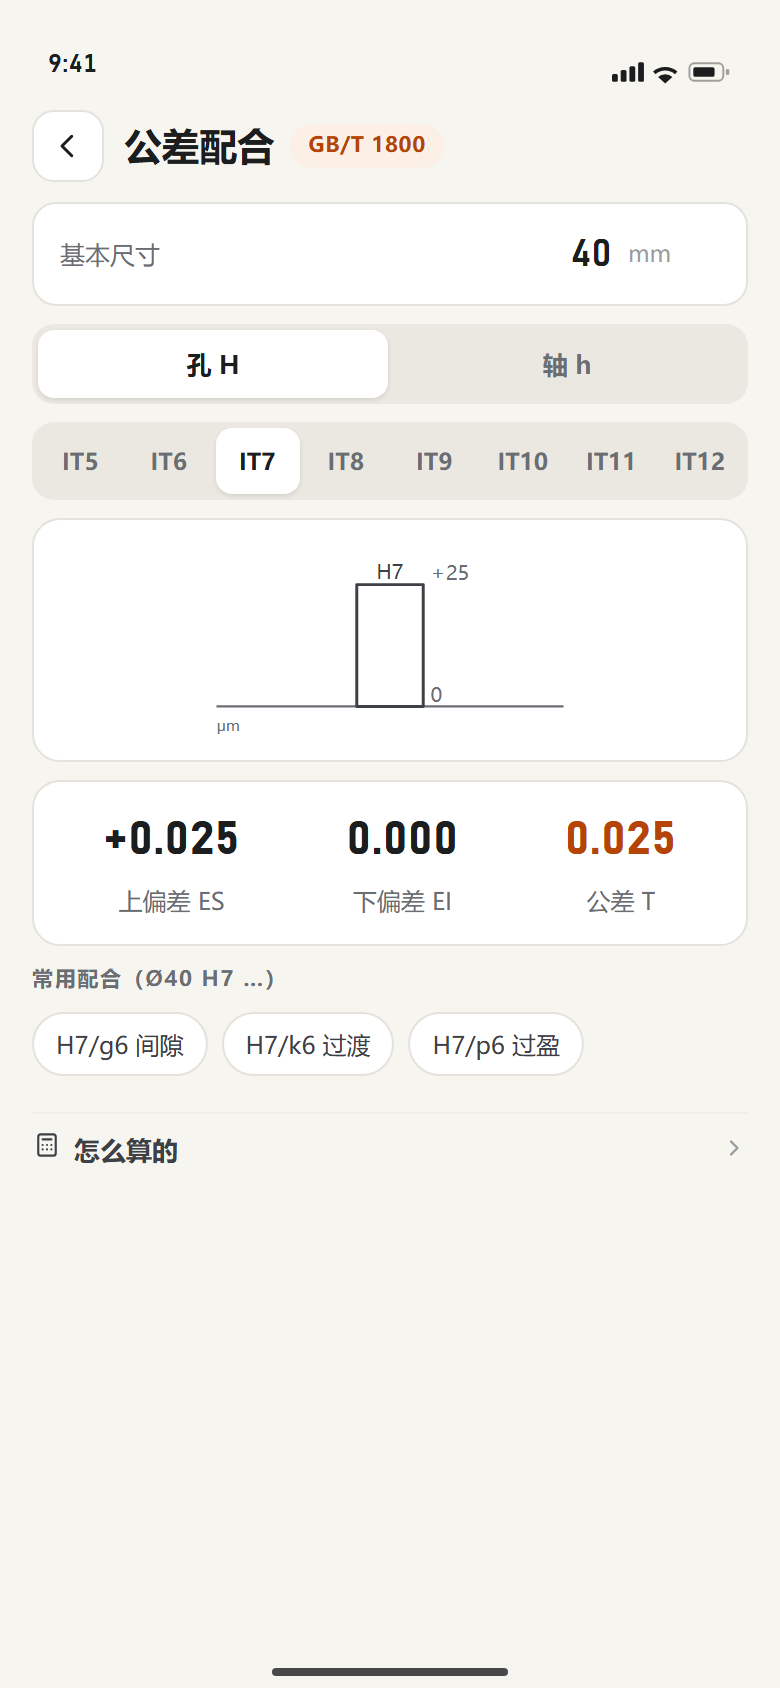 9:41
公差配合 GB/T 1800
基本尺寸 40 mm
孔 H 轴 h
IT5 IT6 IT7 IT8 IT9 IT10 IT11 IT12
H7 +25
0
μm
+0.025 0.000 0.025
上偏差 ES 下偏差 EI 公差 T
常用配合（Ø40 H7 …）
H7/g6 间隙 H7/k6 过渡 H7/p6 过盈
怎么算的